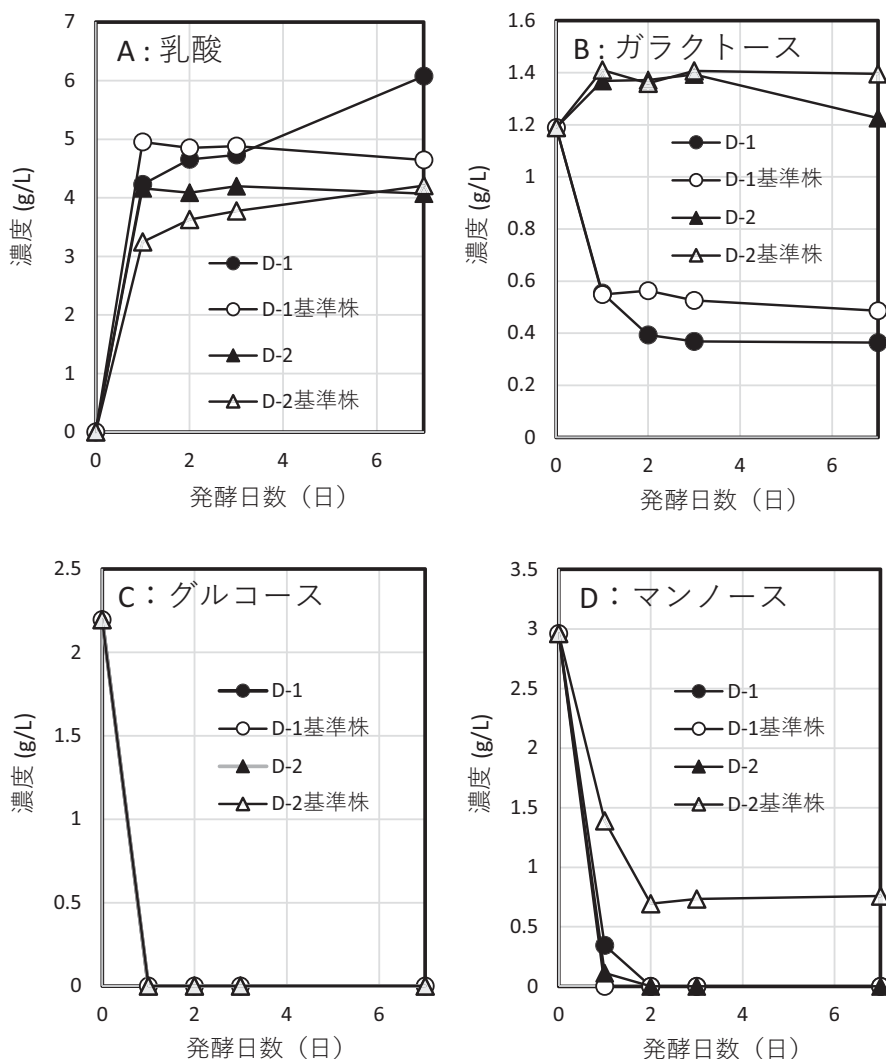 A：乳酸
7
6
5
4
3
2
1
0
0
2
4
6
濃度 (g/L)
発酵日数（日）
D-1
D-1基準株
D-2
D-2基準株
B：ガラクトース
1.6
1.4
1.2
1
0.8
0.6
0.4
0.2
0
0
2
4
6
濃度 (g/L)
発酵日数（日）
D-1
D-1基準株
D-2
D-2基準株
C：グルコース
2.5
2
1.5
1
0.5
0
0
2
4
6
濃度 (g/L)
発酵日数（日）
D-1
D-1基準株
D-2
D-2基準株
D：マンノース
3.5
3
2.5
2
1.5
1
0.5
0
0
2
4
6
濃度 (g/L)
発酵日数（日）
D-1
D-1基準株
D-2
D-2基準株